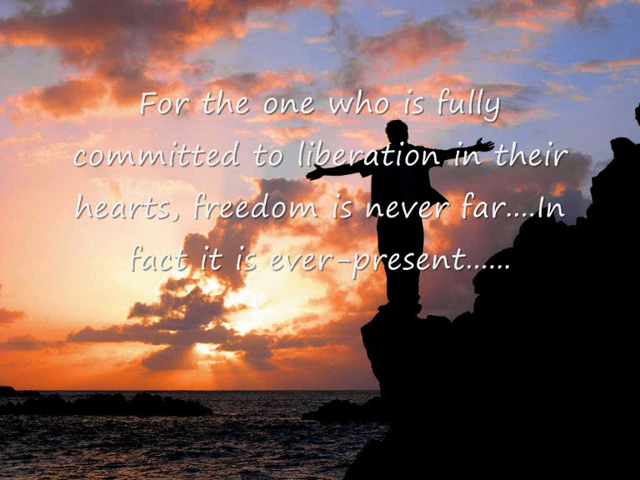 For the one who is fully
committed to liberation in their
hearts, freedom is never far....In
fact it is ever-present......